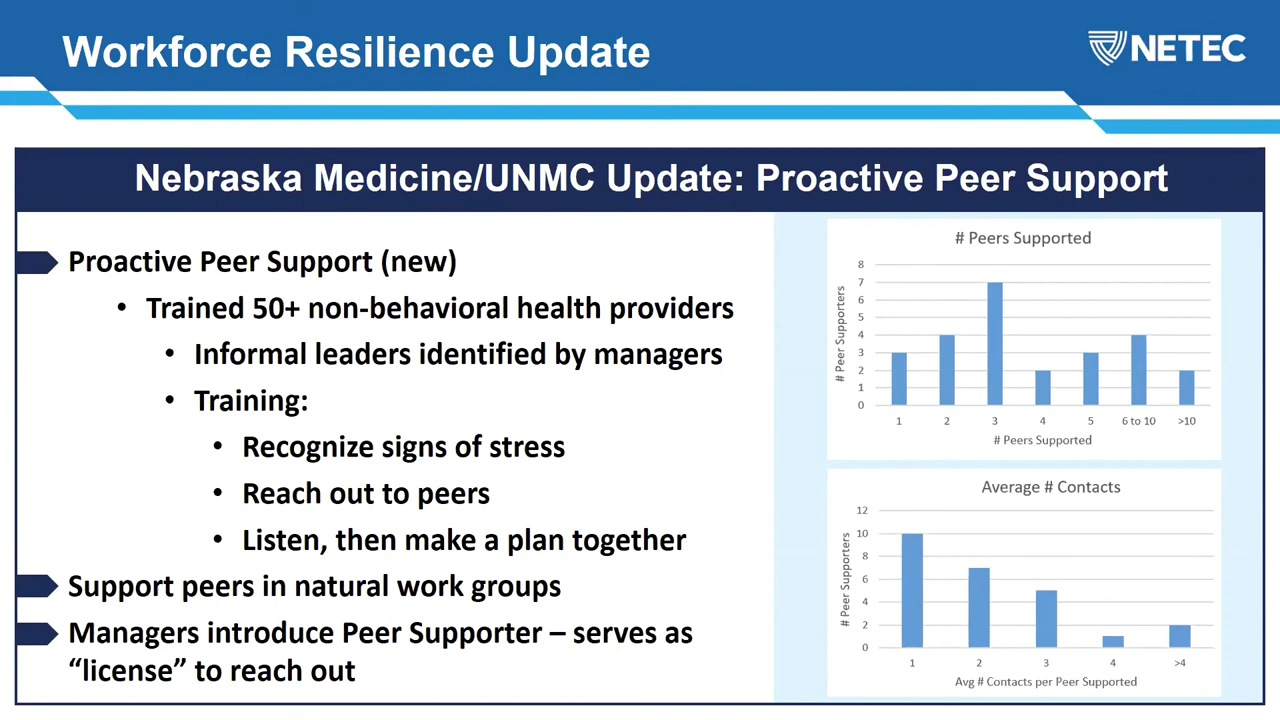 Workforce Resilience Update
NETEC
Nebraska Medicine/UNMC Update: Proactive Peer Support
Proactive Peer Support (new)
• Trained 50+ non-behavioral health providers
• Informal leaders identified by managers
• Training:
• Recognize signs of stress
• Reach out to peers
• Listen, then make a plan together
Support peers in natural work groups
Managers introduce Peer Supporter – serves as
“license” to reach out
# Peers Supported
# Peer Supporters
8
7
6
5
4
3
2
1
0
1 2 3 4 5 6 to 10 >10
# Peers Supported
Average # Contacts
# Peer Supporters
12
10
8
6
4
2
0
1 2 3 4 >4
Avg # Contacts per Peer Supported